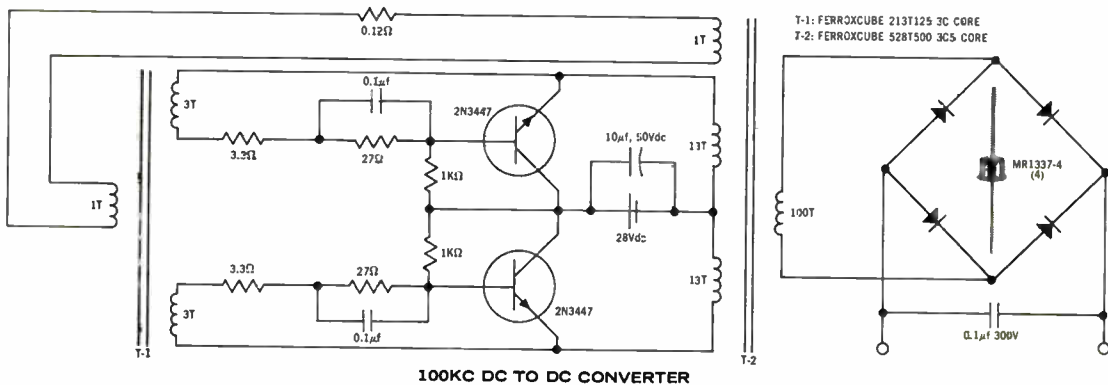 T-1: FERROXCUBE 213T125 3C CORE
T-2: FERROXCUBE 528T500 3C5 CORE
0.12Ω
1T
3T
0.1µf
3.3Ω
27Ω
2N3447
1KΩ
10µf, 50Vdc
13T
MR1337-4
(4)
1T
100T
28Vdc
1KΩ
3.3Ω
27Ω
13T
3T
0.1µf
2N3447
0.1µf 300V
T-1
T-2
100KC DC TO DC CONVERTER